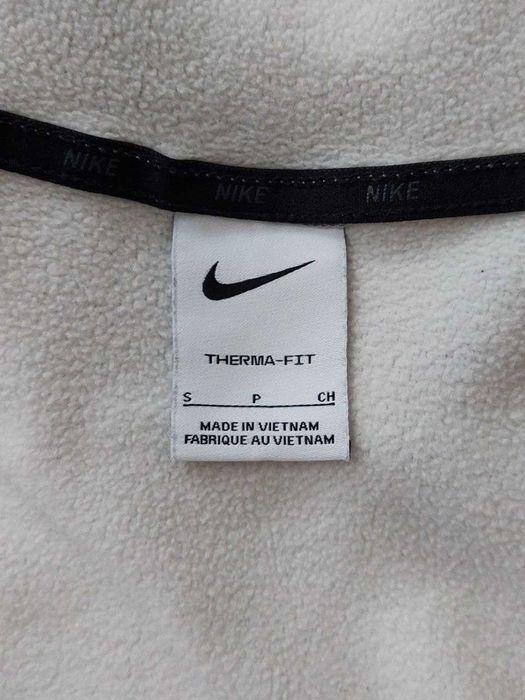 NIKE NIKE NIKE
THERMA-FIT
S P CH
MADE IN VIETNAM
FABRIQUE AU VIETNAM